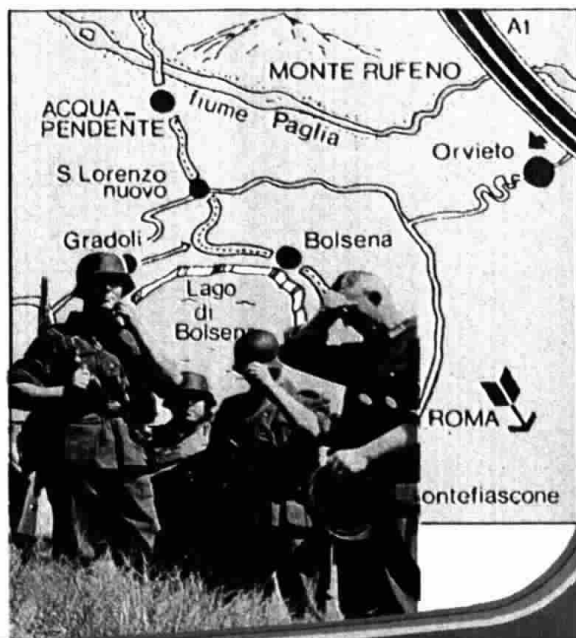 A1
MONTE RUFENO
fiume Paglia
ACQUA_
PENDENTE
Orvieto
S. Lorenzo
nuovo
Gradoli
Bolsena
Lago
di
Bolsen
ROMA
ontefiascone